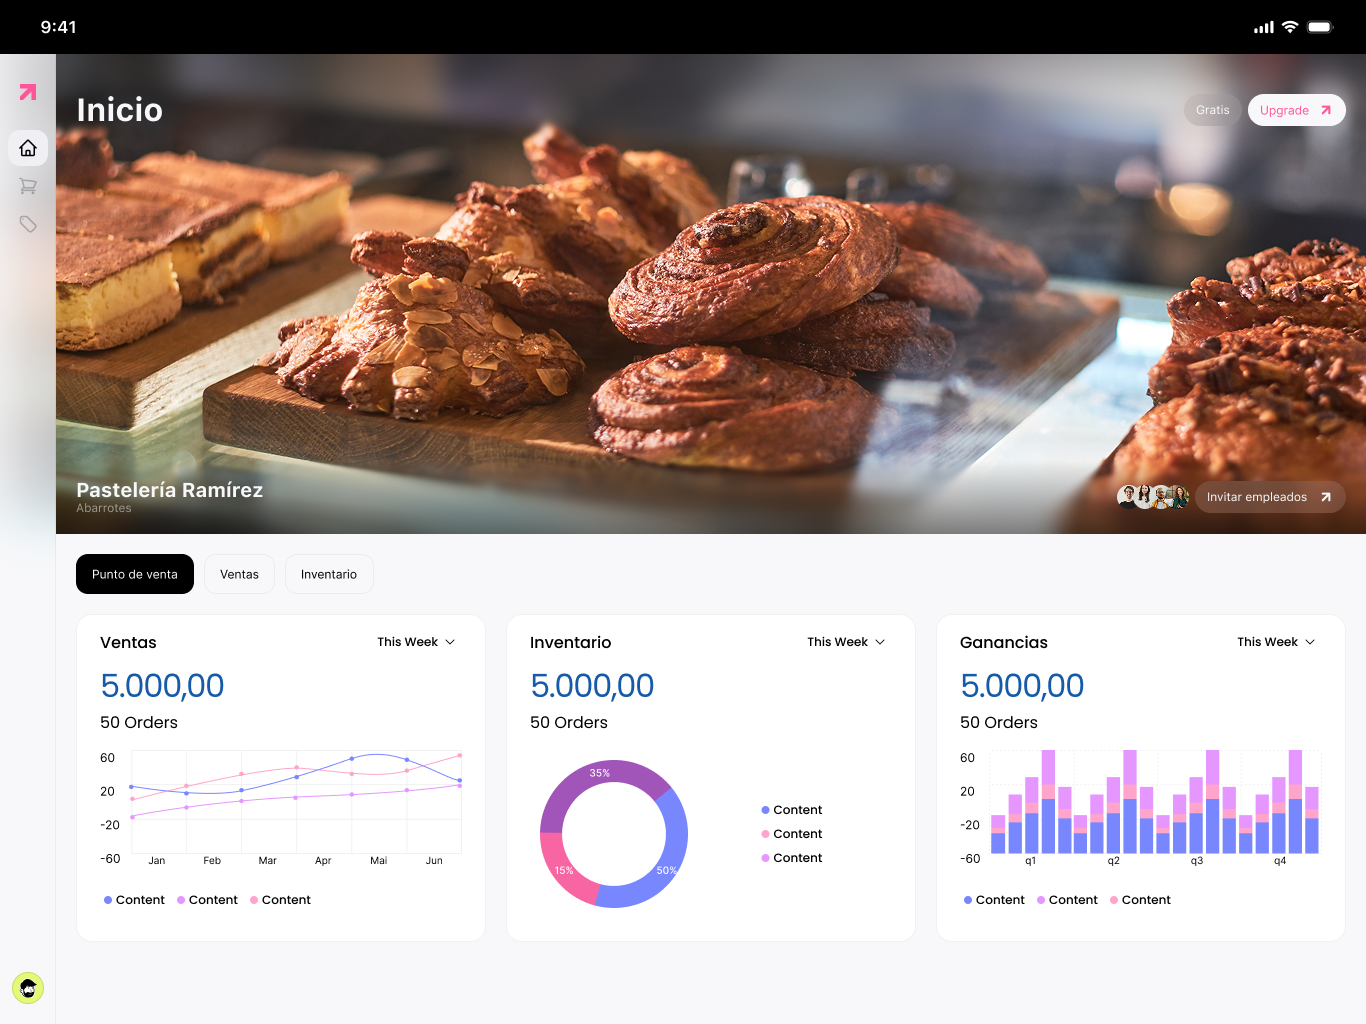 9:41
Inicio
Gratis
Upgrade
Pastelería Ramírez
Abarrotes
Invitar empleados
Punto de venta
Ventas
Inventario
Ventas
This Week
5.000,00
50 Orders
60
20
-20
-60
Jan Feb Mar Apr Mai Jun
Content Content Content
Inventario
This Week
5.000,00
50 Orders
35%
15%
50%
Content
Content
Content
Ganancias
This Week
5.000,00
50 Orders
60
20
-20
-60
q1 q2 q3 q4
Content Content Content